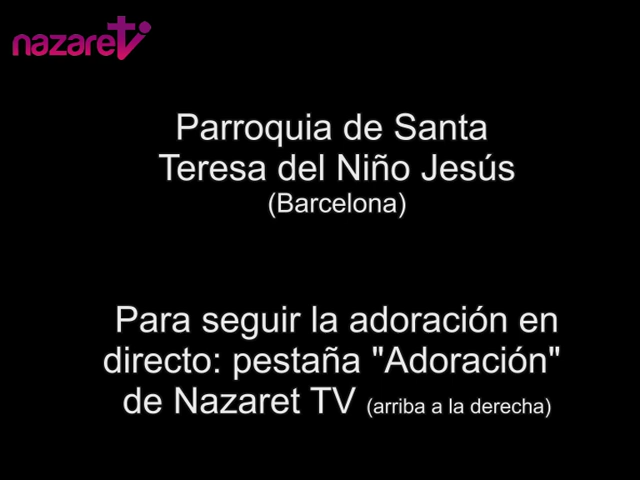 nazaretv
Parroquia de Santa
Teresa del Niño Jesús
(Barcelona)
Para seguir la adoración en
directo: pestaña "Adoración"
de Nazaret TV (arriba a la derecha)